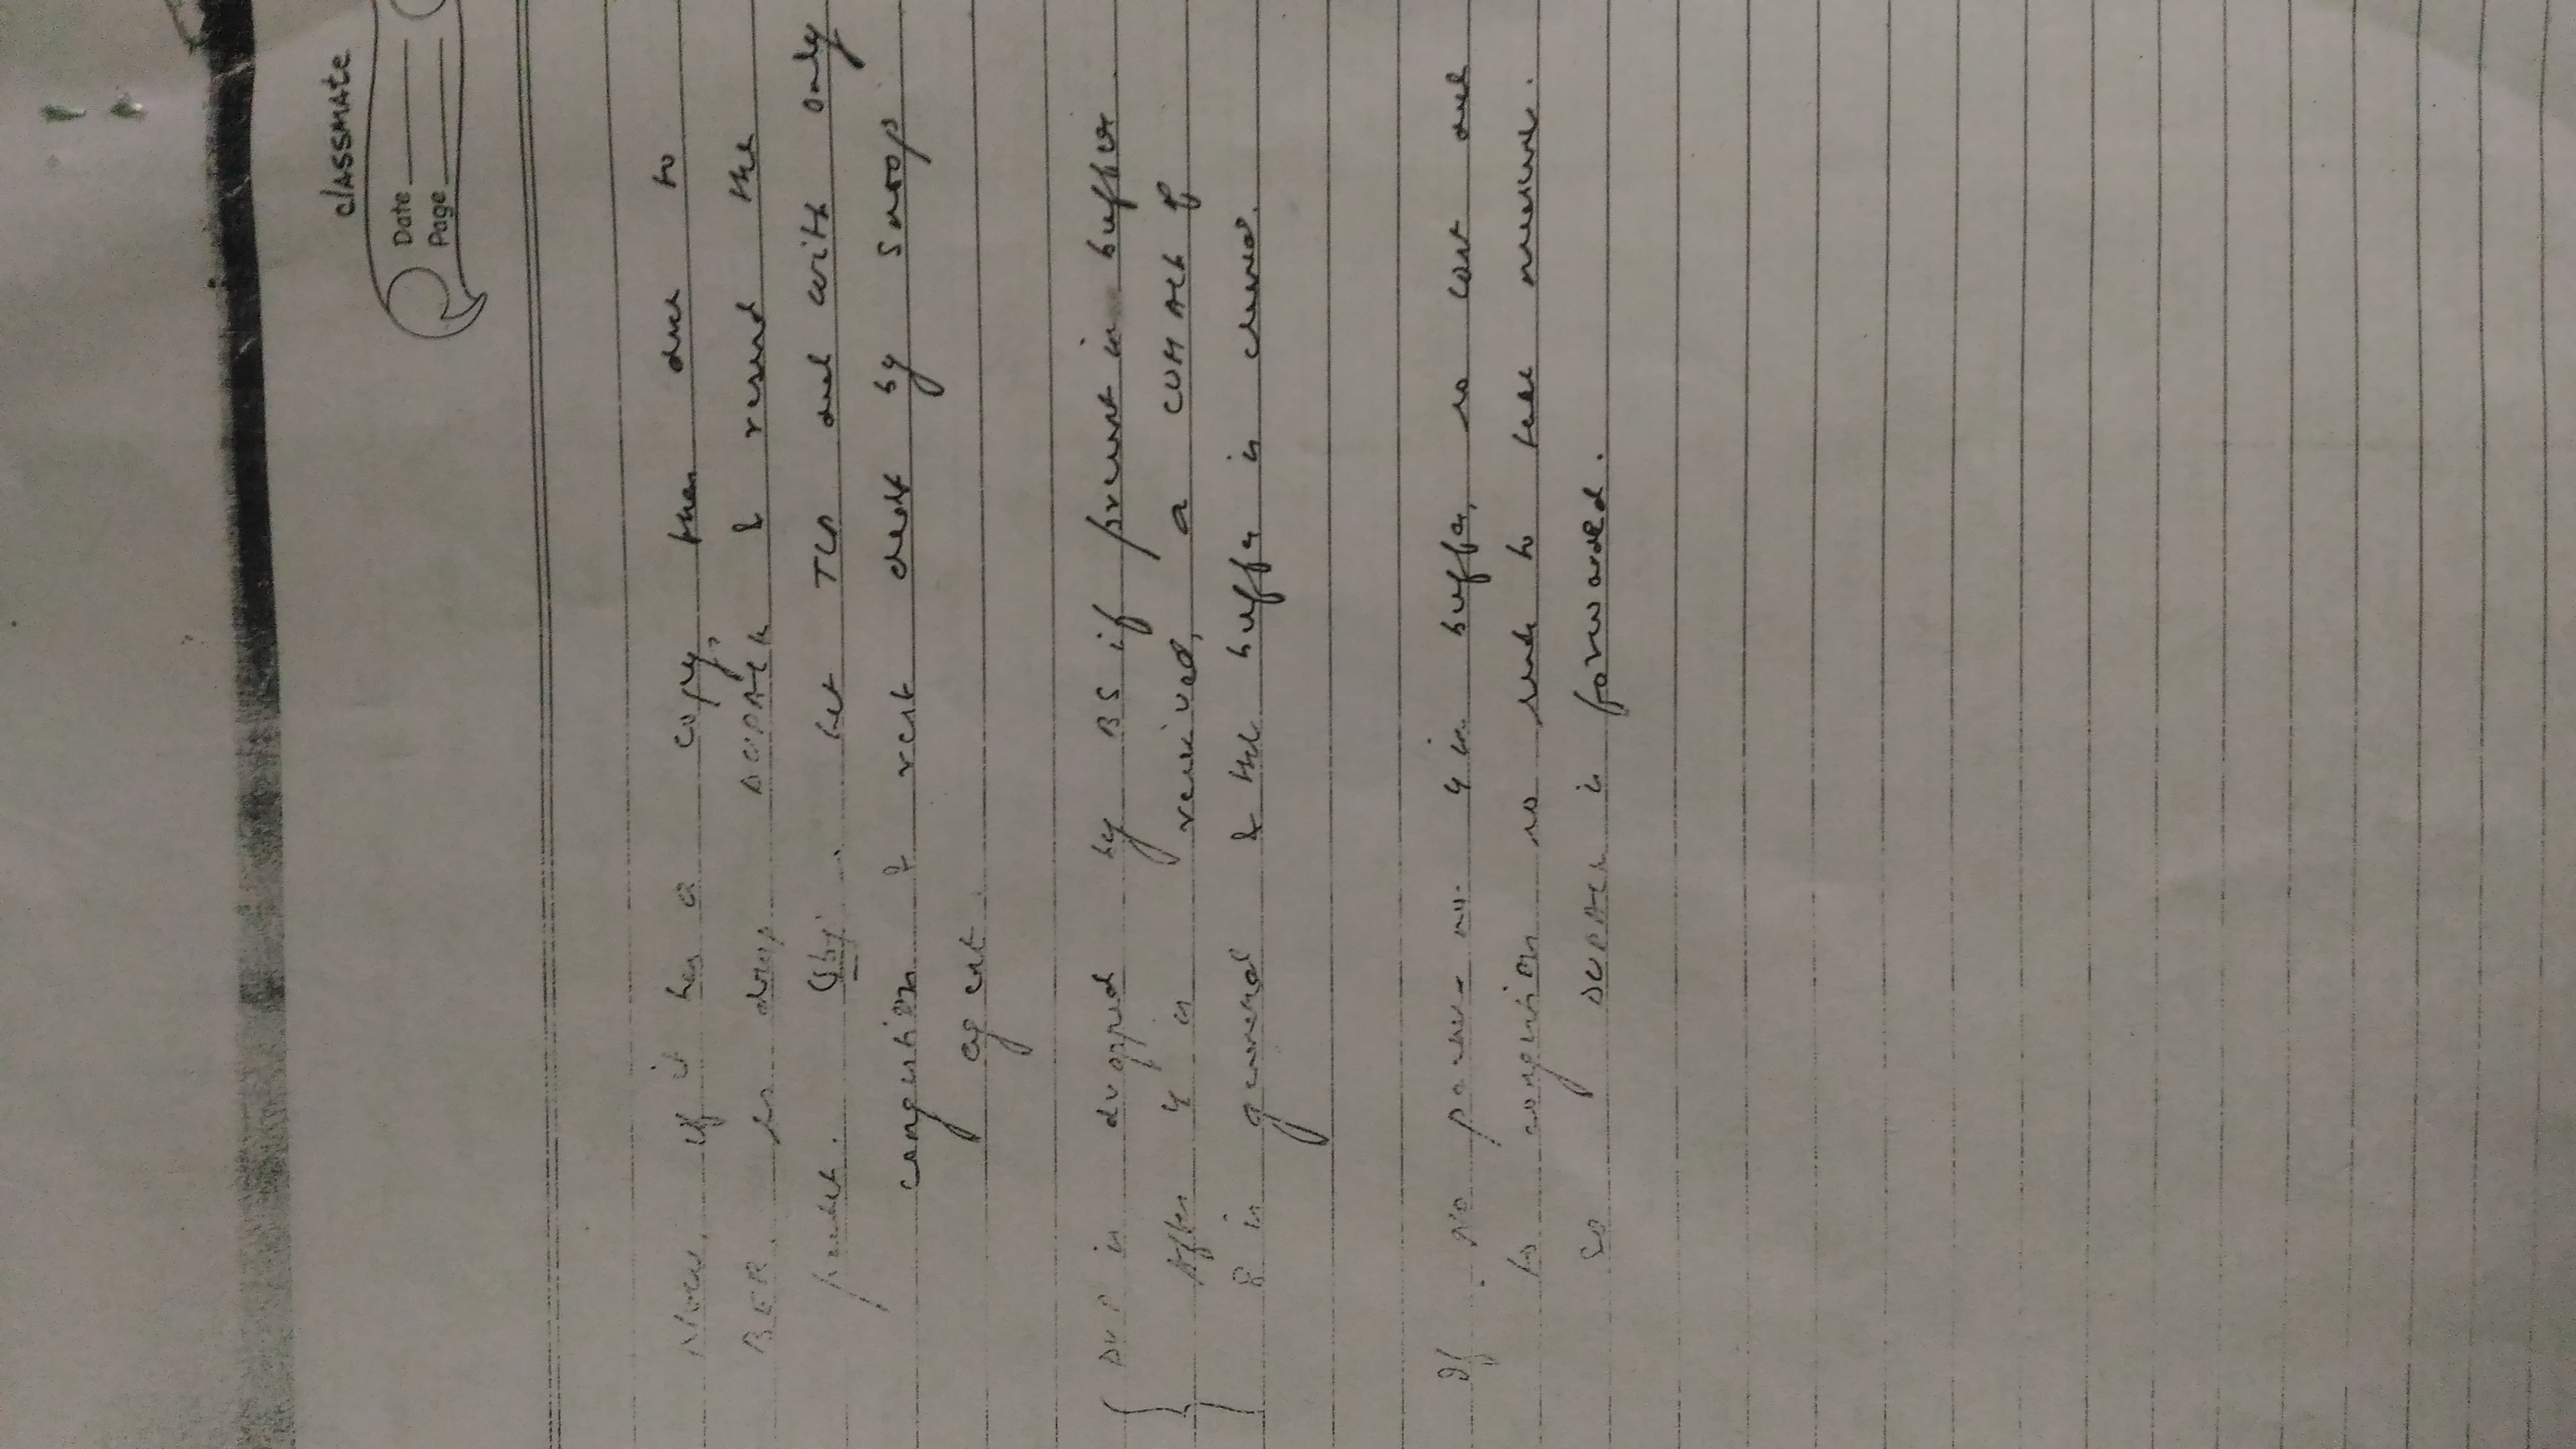 classmate
Date
Page
Now, if it has a copy, then due to
BER. so drop DUPACK & resend the
packet. Obj: Let TCP deal with only
congestion & rest dealt by snoop
agent.
DUP is dropped by BS if present in buffer
After 4 is received, a CUM ACK of
8 is general & the buffer is cleared.
If no packet no. 4 in buffer, so lost due
to congestion so sende to take measure.
So DUPACK is forwarded.